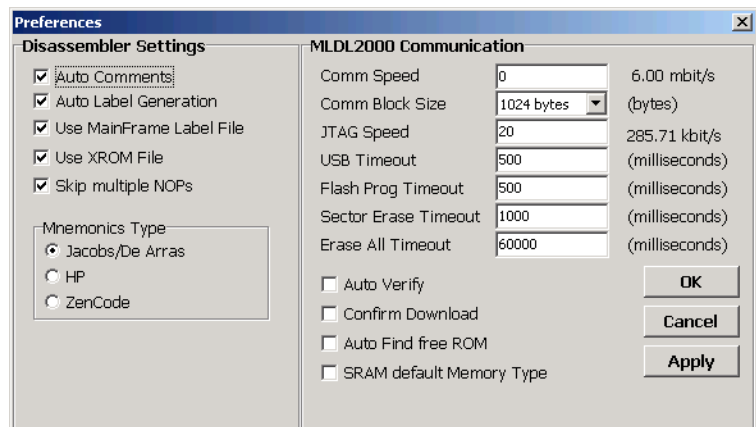 Preferences
Disassembler Settings
Auto Comments
Auto Label Generation
Use MainFrame Label File
Use XROM File
Skip multiple NOPs
Mnemonics Type
Jacobs/De Arras
HP
ZenCode
MLDL2000 Communication
Comm Speed 0 6.00 mbit/s
Comm Block Size 1024 bytes (bytes)
JTAG Speed 20 285.71 kbit/s
USB Timeout 500 (milliseconds)
Flash Prog Timeout 500 (milliseconds)
Sector Erase Timeout 1000 (milliseconds)
Erase All Timeout 60000 (milliseconds)
Auto Verify
Confirm Download
Auto Find free ROM
SRAM default Memory Type
OK
Cancel
Apply